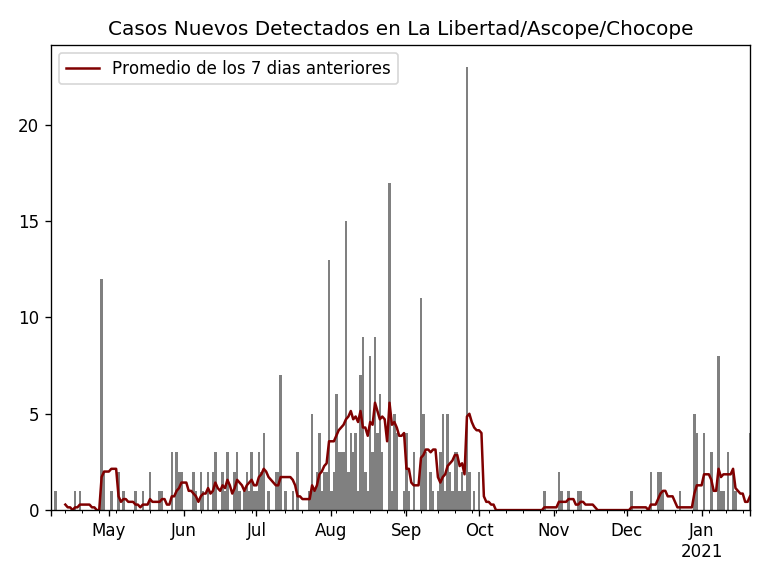 Casos Nuevos Detectados en La Libertad/Ascope/Chocope
Promedio de los 7 dias anteriores
20
15
10
5
0
May Jun Jul Aug Sep Oct Nov Dec Jan
2021